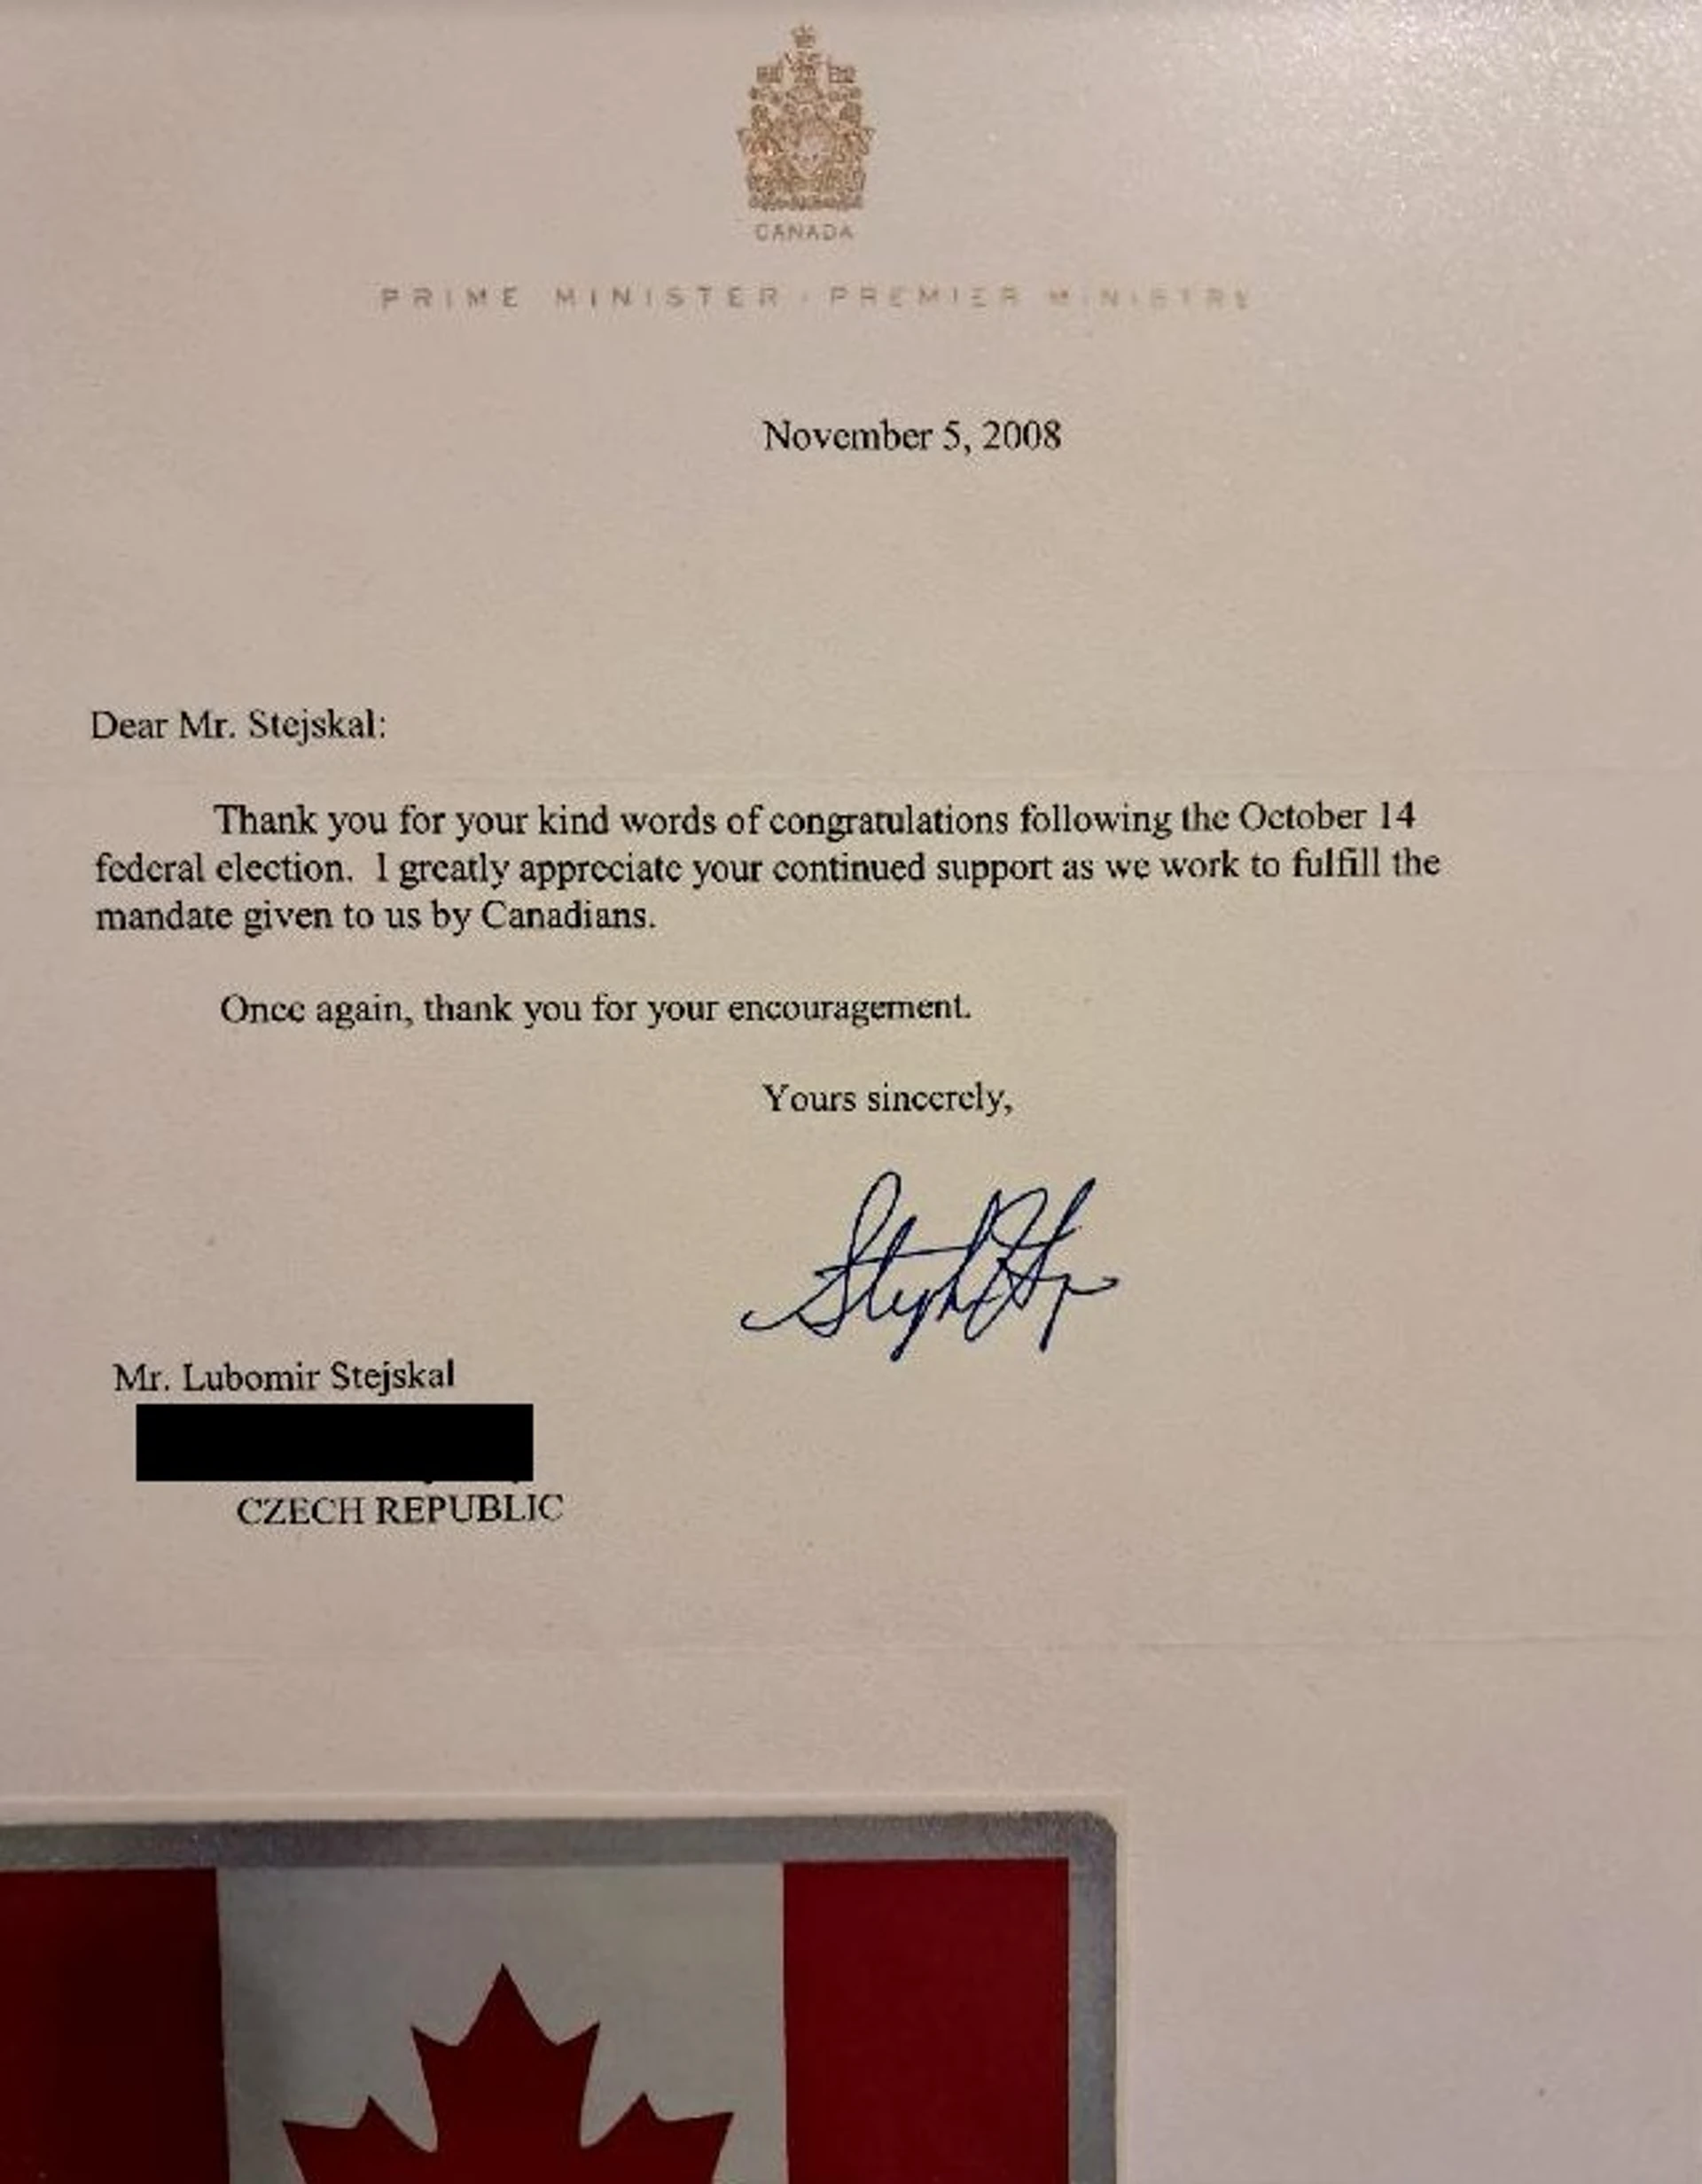 CANADA
PRIME MINISTER · PREMIER MINISTRE
November 5, 2008
Dear Mr. Stejskal:
Thank you for your kind words of congratulations following the October 14
federal election. I greatly appreciate your continued support as we work to fulfill the
mandate given to us by Canadians.
Once again, thank you for your encouragement.
Yours sincerely,
Mr. Lubomir Stejskal
CZECH REPUBLIC